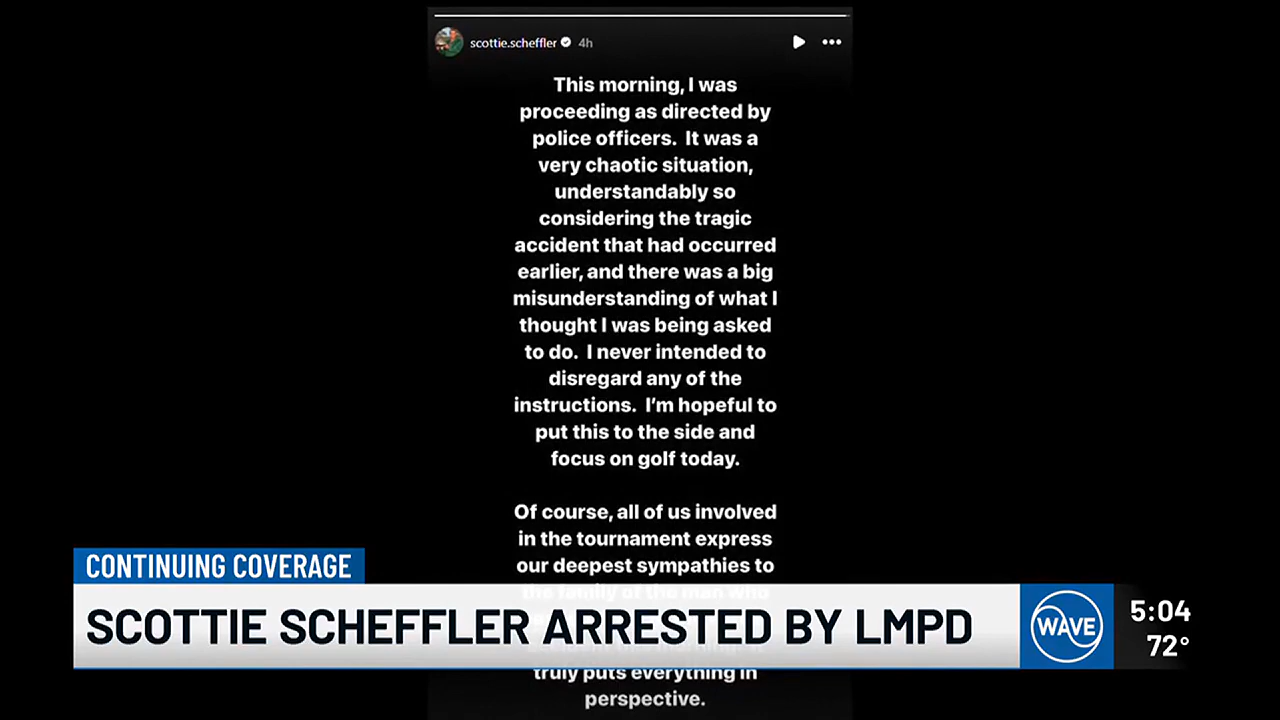 scottie.scheffler 4h
This morning, I was
proceeding as directed by
police officers. It was a
very chaotic situation,
understandably so
considering the tragic
accident that had occurred
earlier, and there was a big
misunderstanding of what I
thought I was being asked
to do. I never intended to
disregard any of the
instructions. I'm hopeful to
put this to the side and
focus on golf today.
Of course, all of us involved
in the tournament express
our deepest sympathies to
the family of the man who
truly puts everything in
perspective.
CONTINUING COVERAGE
SCOTTIE SCHEFFLER ARRESTED BY LMPD
WAVE
5:04
72°